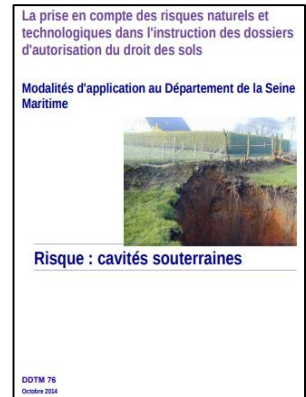 La prise en compte des risques naturels et
technologiques dans l'instruction des dossiers
d'autorisation du droit des sols
Modalités d'application au Département de la Seine
Maritime
Risque : cavités souterraines
DDTM 76
Octobre 2014